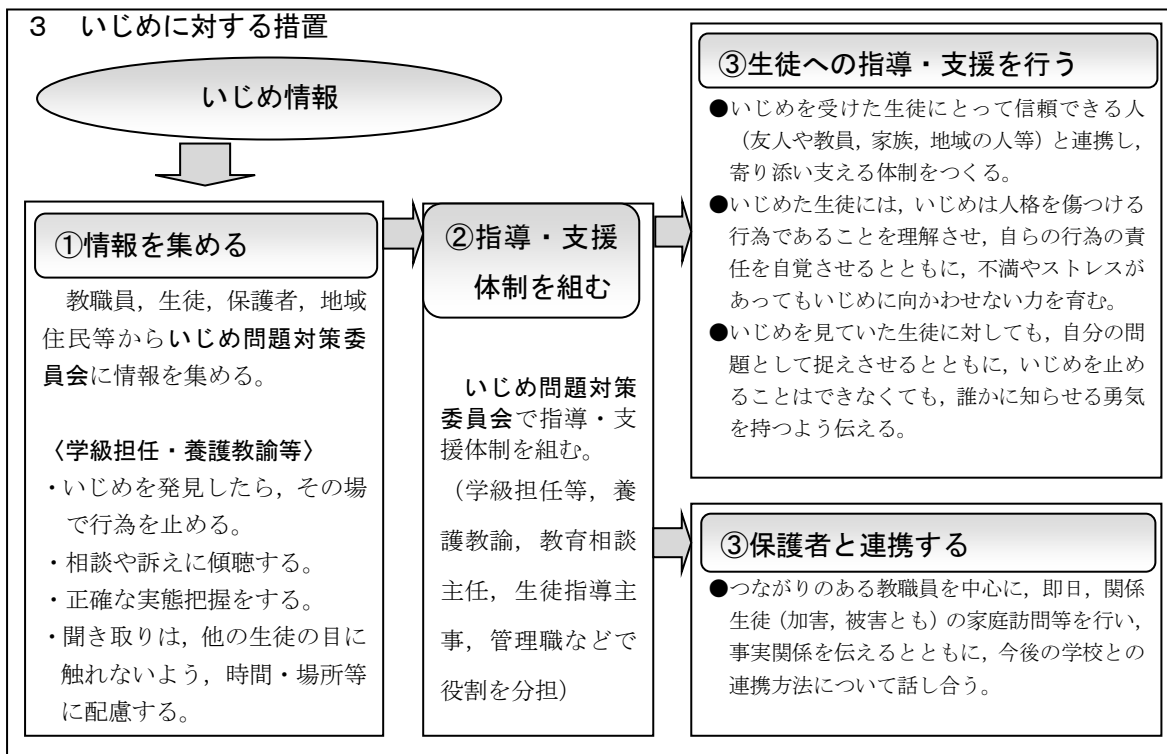 ３　いじめに対する措置
いじめ情報
①情報を集める
教職員，生徒，保護者，地域
住民等からいじめ問題対策委
員会に情報を集める。
〈学級担任・養護教諭等〉
・いじめを発見したら，その場
で行為を止める。
・相談や訴えに傾聴する。
・正確な実態把握をする。
・聞き取りは，他の生徒の目に
触れないよう，時間・場所等
に配慮する。
②指導・支援
体制を組む
いじめ問題対策
委員会で指導・支
援体制を組む。
（学級担任等，養
護教諭，教育相談
主任，生徒指導主
事，管理職などで
役割を分担）
③生徒への指導・支援を行う
●いじめを受けた生徒にとって信頼できる人
（友人や教員，家族，地域の人等）と連携し，
寄り添い支える体制をつくる。
●いじめた生徒には，いじめは人格を傷つける
行為であることを理解させ，自らの行為の責
任を自覚させるとともに，不満やストレスが
あってもいじめに向かわせない力を育む。
●いじめを見ていた生徒に対しても，自分の問
題として捉えさせるとともに，いじめを止め
ることはできなくても，誰かに知らせる勇気
を持つよう伝える。
③保護者と連携する
●つながりのある教職員を中心に，即日，関係
生徒（加害，被害とも）の家庭訪問等を行い，
事実関係を伝えるとともに，今後の学校との
連携方法について話し合う。